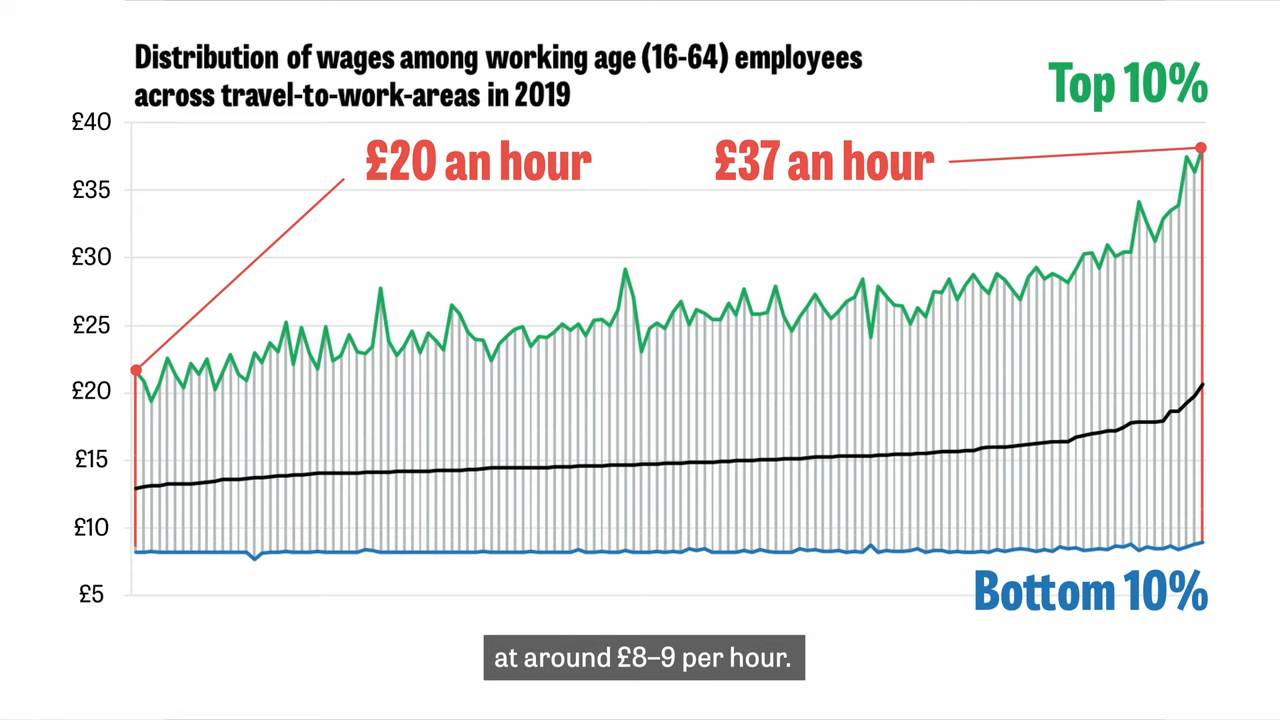 Distribution of wages among working age (16-64) employees
across travel-to-work-areas in 2019
Top 10%
£40
£20 an hour
£37 an hour
£35
£30
£25
£20
£15
£10
£5
Bottom 10%
at around £8–9 per hour.